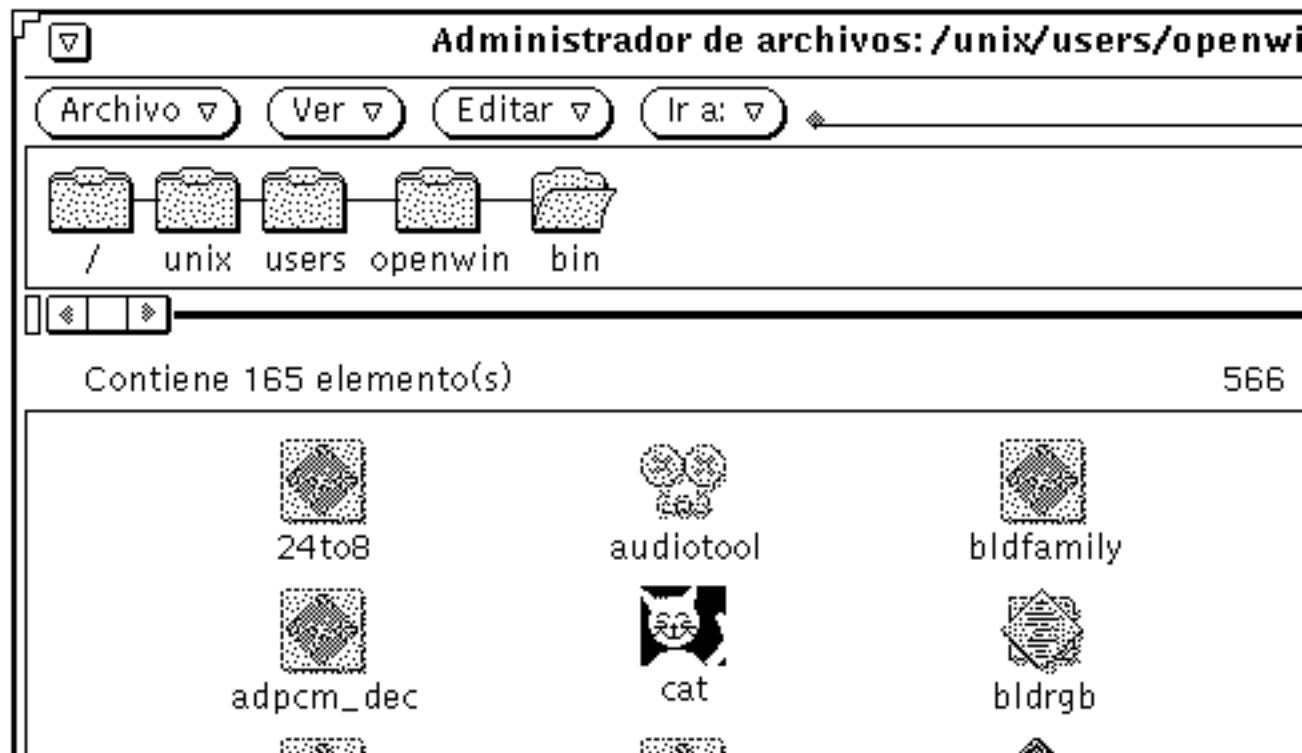 Administrador de archivos: /unix/users/openwi
Archivo Ver Editar Ir a:
/ unix users openwin bin
Contiene 165 elemento(s) 566
24to8 audiotool bldfamily
adpcm_dec cat bldrgb